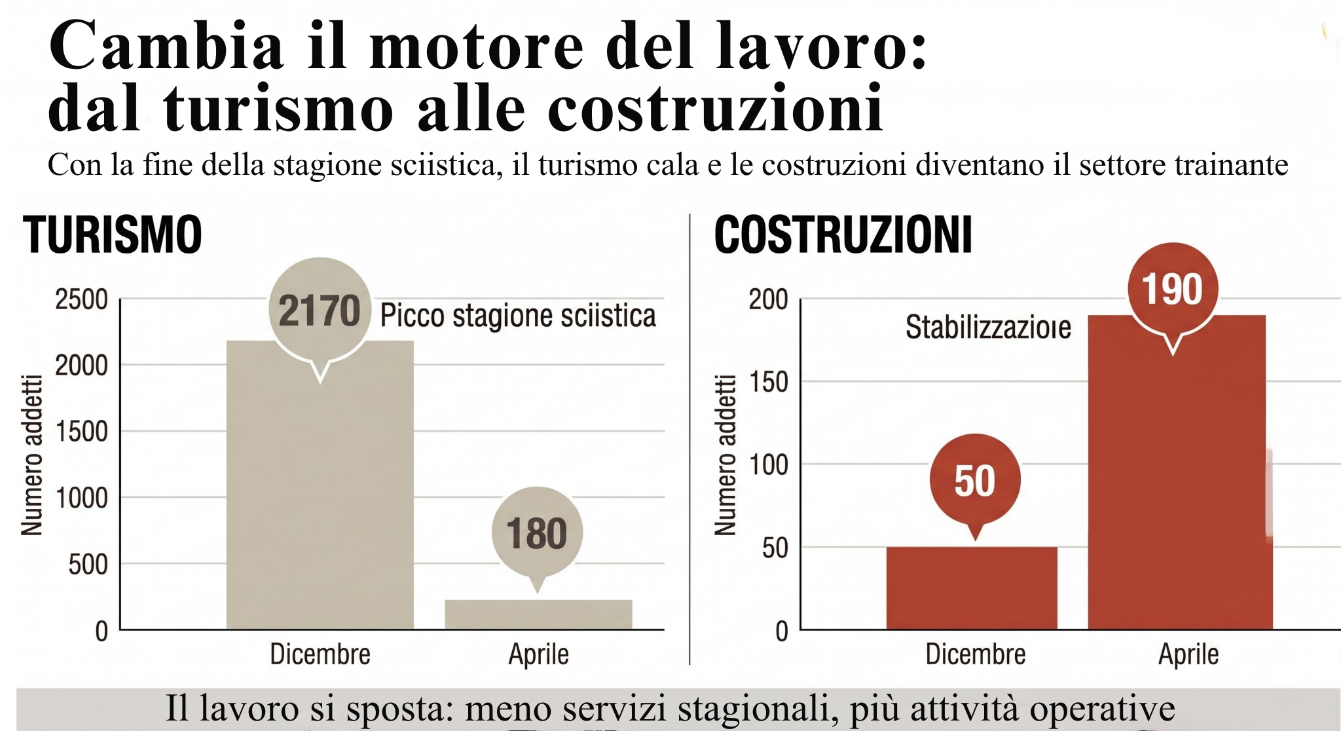 Cambia il motore del lavoro:
dal turismo alle costruzioni
Con la fine della stagione sciistica, il turismo cala e le costruzioni diventano il settore trainante
TURISMO
Numero addetti
2500
2000
1500
1000
500
0
2170
Picco stagione sciistica
180
Dicembre
Aprile
COSTRUZIONI
Numero addetti
200
150
100
50
0
Stabilizzazioıe
190
50
Dicembre
Aprile
Il lavoro si sposta: meno servizi stagionali, più attività operative